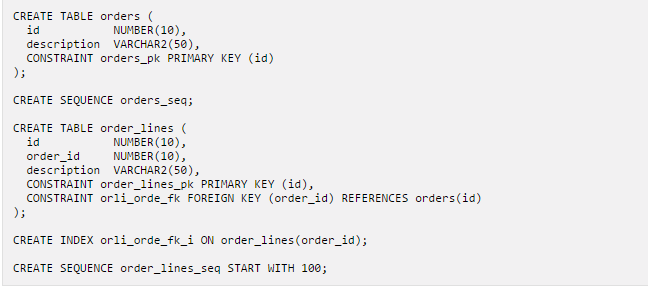 CREATE TABLE orders (
  id           NUMBER(10),
  description  VARCHAR2(50),
  CONSTRAINT orders_pk PRIMARY KEY (id)
);

CREATE SEQUENCE orders_seq;

CREATE TABLE order_lines (
  id           NUMBER(10),
  order_id     NUMBER(10),
  description  VARCHAR2(50),
  CONSTRAINT order_lines_pk PRIMARY KEY (id),
  CONSTRAINT orli_orde_fk FOREIGN KEY (order_id) REFERENCES orders(id)
);

CREATE INDEX orli_orde_fk_i ON order_lines(order_id);

CREATE SEQUENCE order_lines_seq START WITH 100;